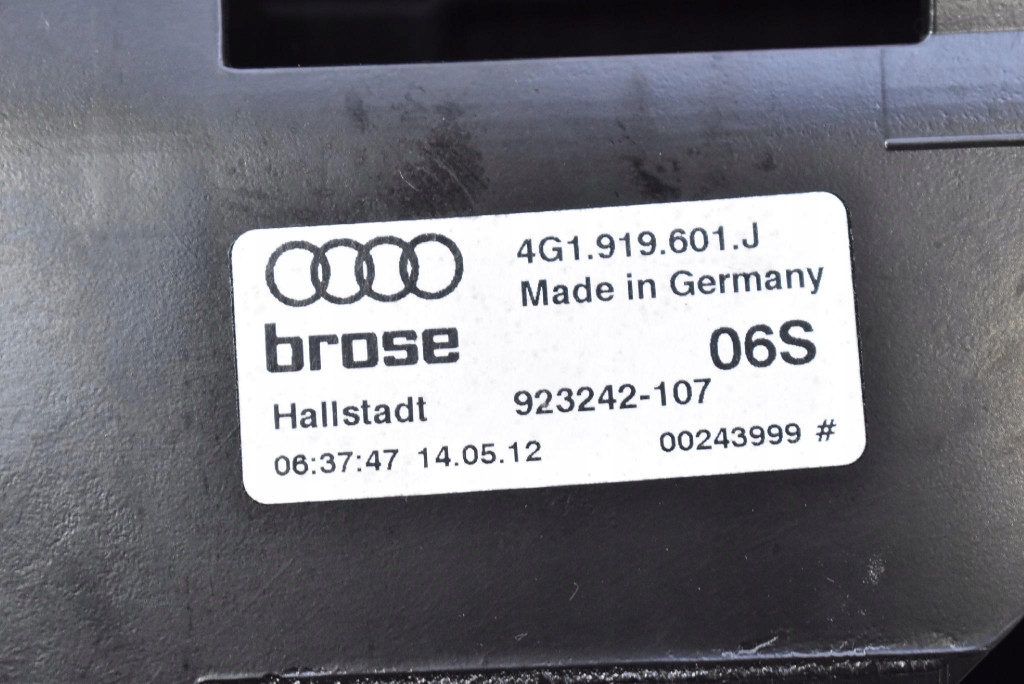 4G1.919.601.J
Made in Germany
brose
06S
Hallstadt 923242-107
06:37:47 14.05.12 00243999 #